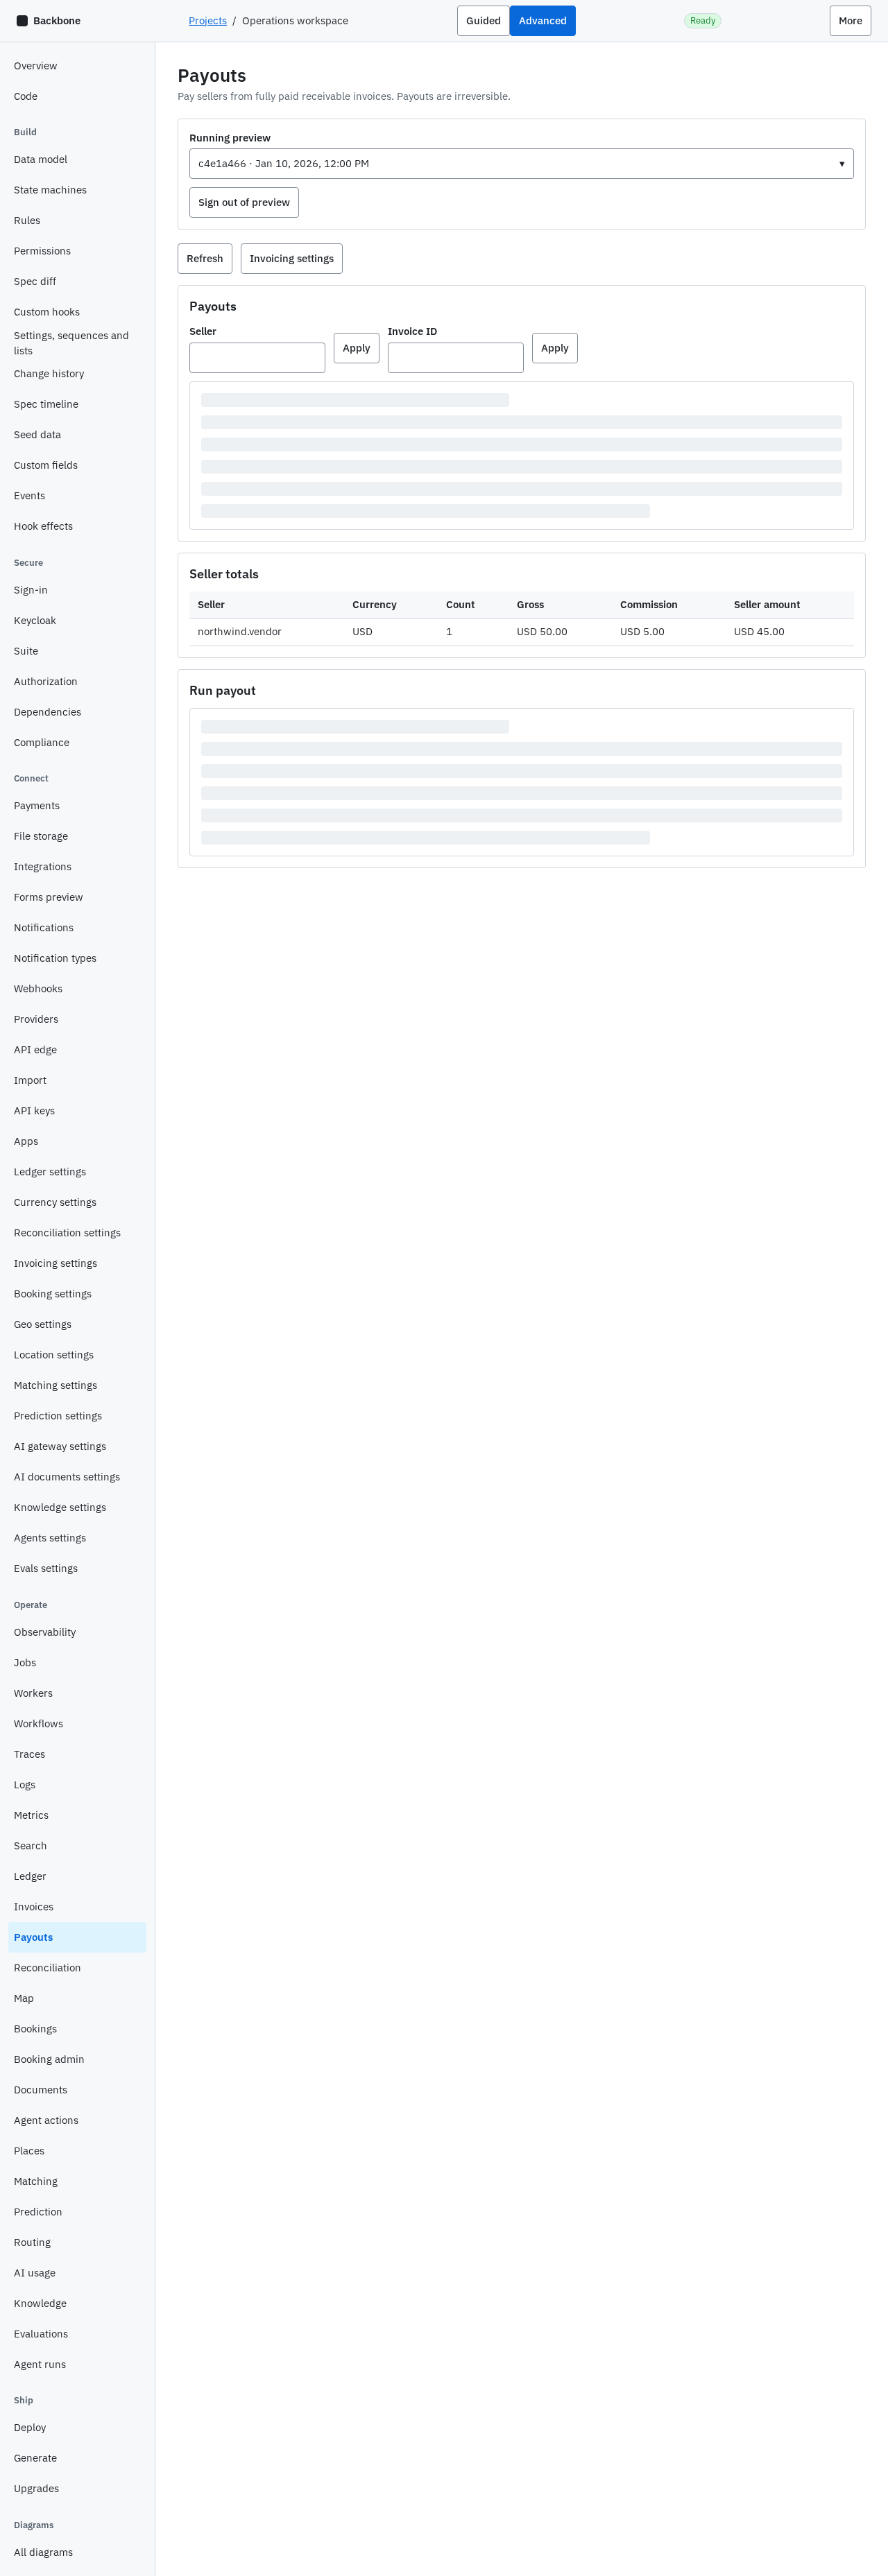 Backbone
Projects / Operations workspace
Guided
Advanced
Ready
More
Overview
Code
Build
Data model
State machines
Rules
Permissions
Spec diff
Custom hooks
Settings, sequences and
lists
Change history
Spec timeline
Seed data
Custom fields
Events
Hook effects
Secure
Sign-in
Keycloak
Suite
Authorization
Dependencies
Compliance
Connect
Payments
File storage
Integrations
Forms preview
Notifications
Notification types
Webhooks
Providers
API edge
Import
API keys
Apps
Ledger settings
Currency settings
Reconciliation settings
Invoicing settings
Booking settings
Geo settings
Location settings
Matching settings
Prediction settings
AI gateway settings
AI documents settings
Knowledge settings
Agents settings
Evals settings
Operate
Observability
Jobs
Workers
Workflows
Traces
Logs
Metrics
Search
Ledger
Invoices
Payouts
Reconciliation
Map
Bookings
Booking admin
Documents
Agent actions
Places
Matching
Prediction
Routing
AI usage
Knowledge
Evaluations
Agent runs
Ship
Deploy
Generate
Upgrades
Diagrams
All diagrams
Payouts
Pay sellers from fully paid receivable invoices. Payouts are irreversible.
Running preview
c4e1a466 · Jan 10, 2026, 12:00 PM
Sign out of preview
Refresh
Invoicing settings
Payouts
Seller
Apply
Invoice ID
Apply
Seller totals
Seller Currency Count Gross Commission Seller amount
northwind.vendor USD 1 USD 50.00 USD 5.00 USD 45.00
Run payout